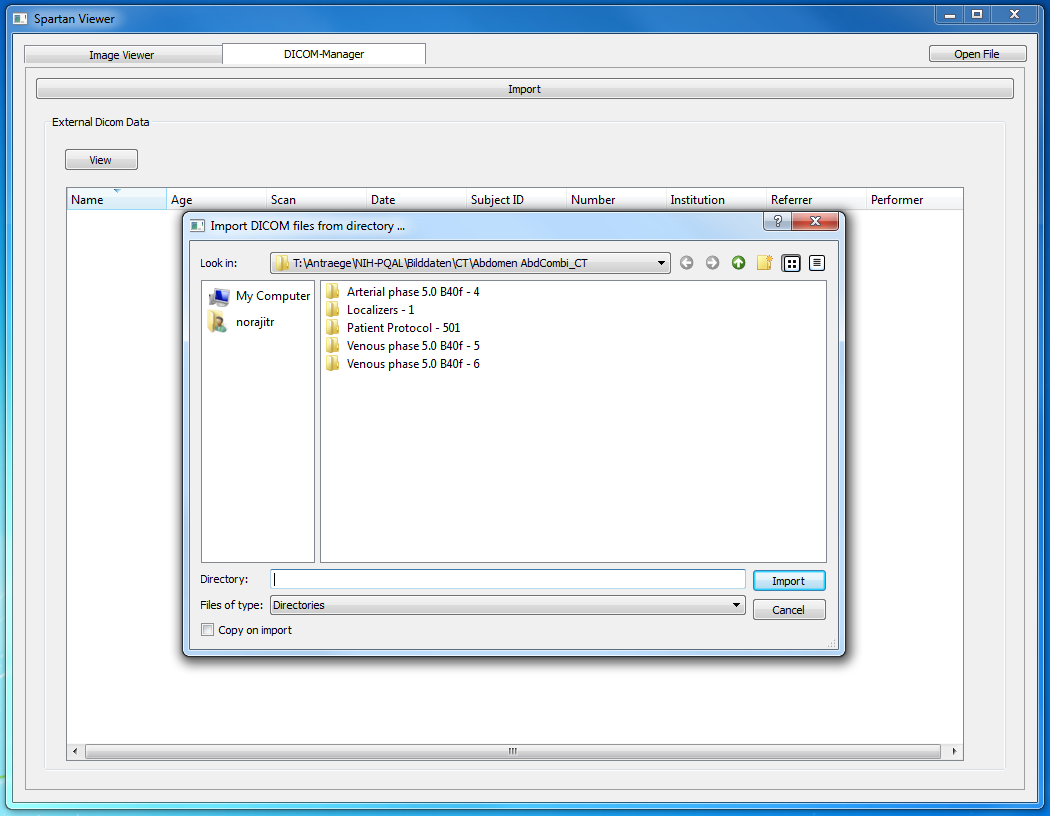 Spartan Viewer
Image Viewer
DICOM-Manager
Open File
Import
External Dicom Data
View
Name Age Scan Date Subject ID Number Institution Referrer Performer
Import DICOM files from directory ...
?
Look in:
T:\Antraege\NIH-PQAL\Bilddaten\CT\Abdomen AbdCombi_CT
My Computer
norajitr
Arterial phase 5.0 B40f - 4
Localizers - 1
Patient Protocol - 501
Venous phase 5.0 B40f - 5
Venous phase 5.0 B40f - 6
Directory:
Import
Files of type: Directories
Cancel
Copy on import